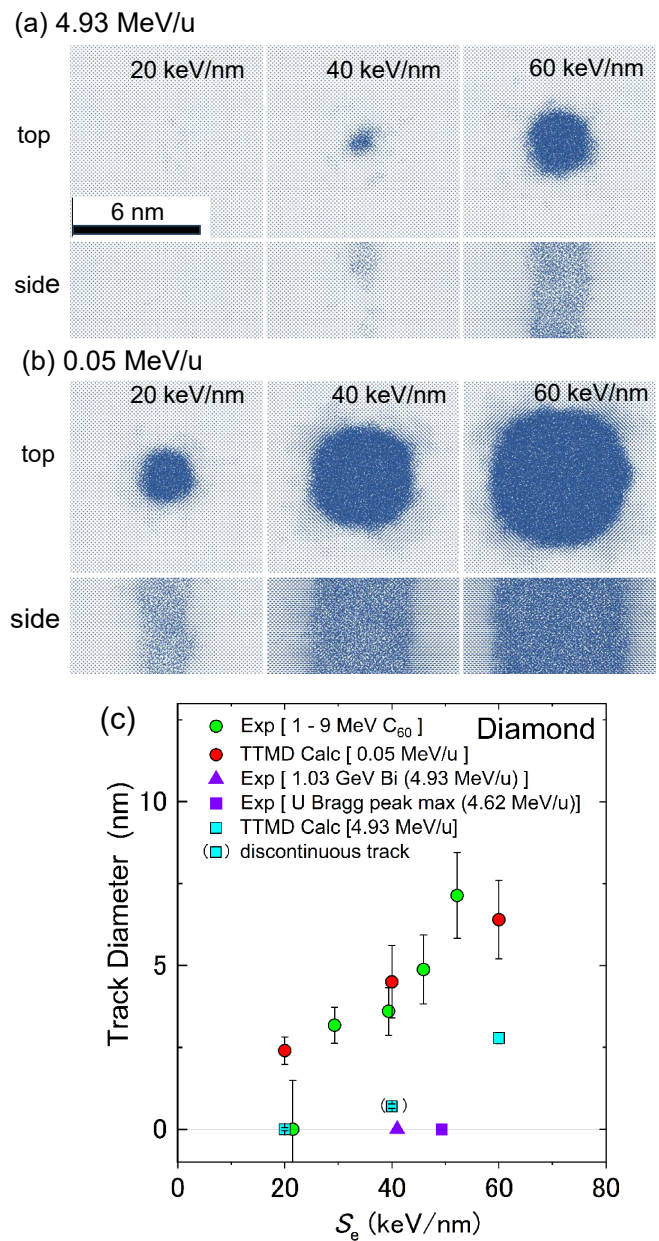 (a) 4.93 MeV/u
20 keV/nm 40 keV/nm 60 keV/nm
top
6 nm
side
(b) 0.05 MeV/u
20 keV/nm 40 keV/nm 60 keV/nm
top
side
(c)
Diamond
Exp [ 1 - 9 MeV C₆₀ ]
TTMD Calc [ 0.05 MeV/u ]
Exp [ 1.03 GeV Bi (4.93 MeV/u) ]
Exp [ U Bragg peak max (4.62 MeV/u)]
TTMD Calc [4.93 MeV/u]
( ) discontinuous track
Track Diameter (nm)
10
5
( )
0
0 20 40 60 80
Sₑ (keV/nm)